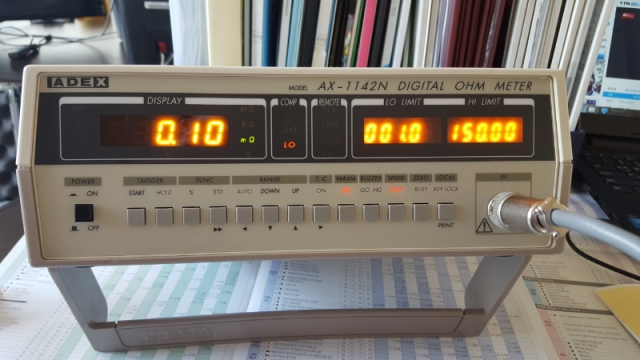 ADEX
MODEL AX-1142N DIGITAL OHM METER
DISPLAY COMP REMOTE LO LIMIT HI LIMIT
0.10 mΩ LO 001.0 150.00
POWER TRIGGER FUNC RANGE T.C PARAM BUZZER SPEED ZERO LOCAL
ON START HOLD % STD AUTO DOWN UP ON GO NG BUSY KEY LOCK
OFF PRINT